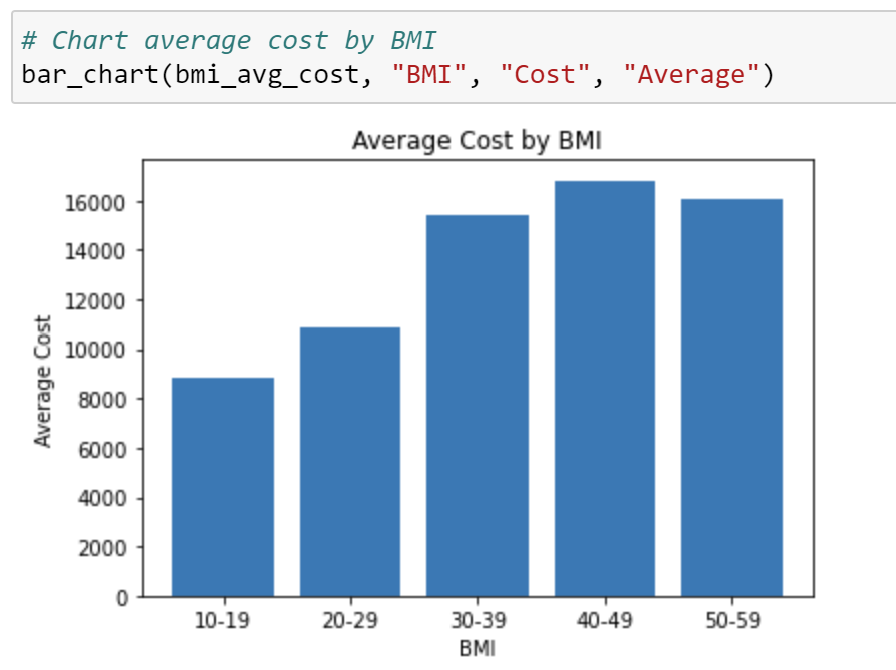 # Chart average cost by BMI
bar_chart(bmi_avg_cost, "BMI", "Cost", "Average")
Average Cost by BMI
Average Cost
16000
14000
12000
10000
8000
6000
4000
2000
0
10-19 20-29 30-39 40-49 50-59
BMI